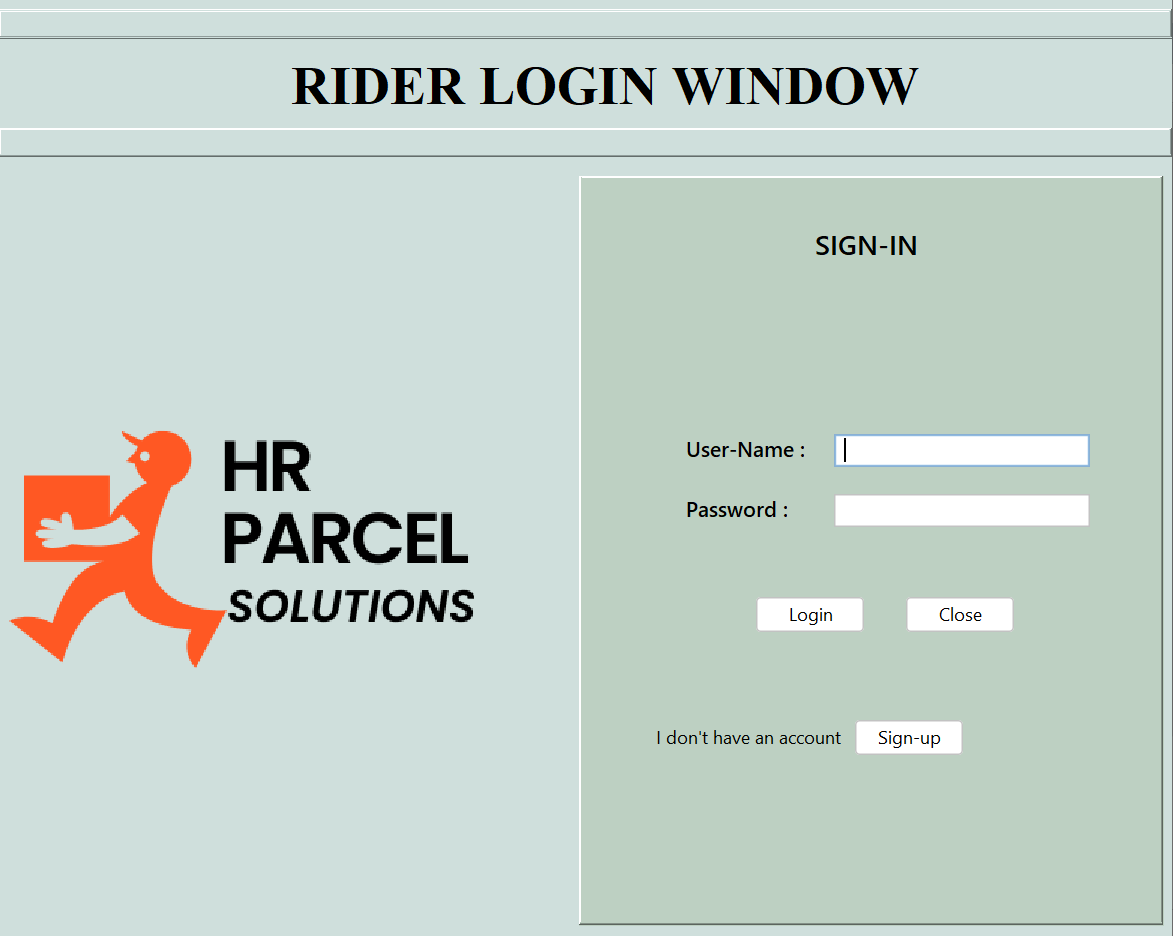 RIDER LOGIN WINDOW
SIGN-IN
HR
PARCEL
SOLUTIONS
User-Name :
Password :
Login Close
I don't have an account Sign-up